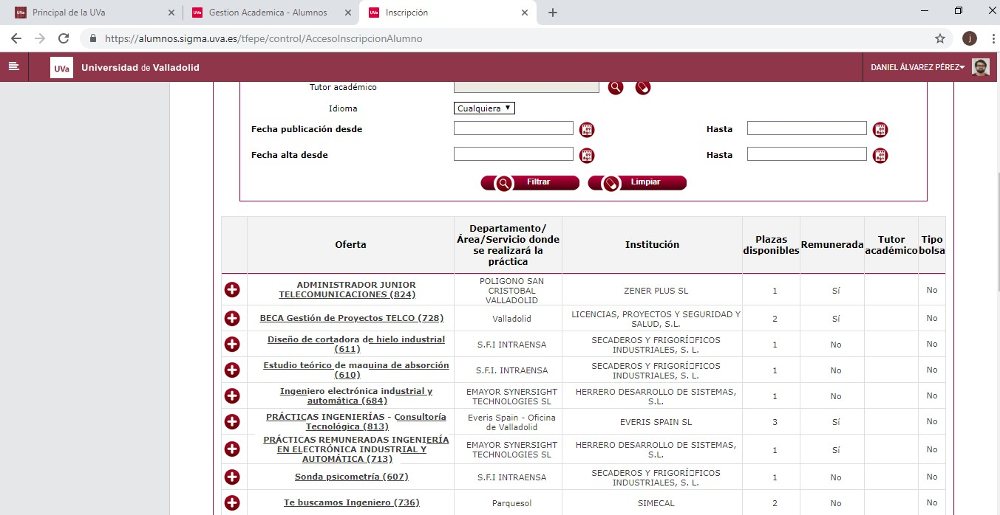 Principal de la UVa
Gestion Academica - Alumnos
Inscripción
https://alumnos.sigma.uva.es/tfepe/control/AccesoInscripcionAlumno
j
UVa Universidad de Valladolid
DANIEL ÁLVAREZ PÉREZ
Tutor académico
Idioma
Cualquiera
Fecha publicación desde
Hasta
Fecha alta desde
Hasta
Filtrar
Limpiar
Oferta
Departamento/
Área/Servicio donde
se realizará la
práctica
Institución
Plazas
disponibles
Remunerada
Tutor
académico
Tipo
bolsa
ADMINISTRADOR JUNIOR
TELECOMUNICACIONES (824)
POLIGONO SAN
CRISTOBAL
VALLADOLID
ZENER PLUS SL
1
Sí
No
BECA Gestión de Proyectos TELCO (728)
Valladolid
LICENCIAS, PROYECTOS Y SEGURIDAD Y
SALUD, S.L.
2
Sí
No
Diseño de cortadora de hielo industrial
(611)
S.F.I INTRAENSA
SECADEROS Y FRIGORÍ▯FICOS
INDUSTRIALES, S. L.
1
No
No
Estudio teórico de maquina de absorción
(610)
S.F.I. INTRAENSA
SECADEROS Y FRIGORÍ▯FICOS
INDUSTRIALES, S. L.
1
No
No
Ingeniero electrónica industrial y
automática (684)
EMAYOR SYNERSIGHT
TECHNOLOGIES SL
HERRERO DESARROLLO DE SISTEMAS,
S.L.
1
No
No
PRÁCTICAS INGENIERÍAS - Consultoría
Tecnológica (813)
Everis Spain - Oficina
de Valladolid
EVERIS SPAIN SL
3
Sí
No
PRÁCTICAS REMUNERADAS INGENIERÍA
EN ELECTRÓNICA INDUSTRIAL Y
AUTOMÁTICA (713)
EMAYOR SYNERSIGHT
TECHNOLOGIES SL
HERRERO DESARROLLO DE SISTEMAS,
S.L.
1
Sí
No
Sonda psicometría (607)
S.F.I INTRAENSA
SECADEROS Y FRIGORÍ▯FICOS
INDUSTRIALES, S. L.
1
No
No
Te buscamos Ingeniero (736)
Parquesol
SIMECAL
2
No
No